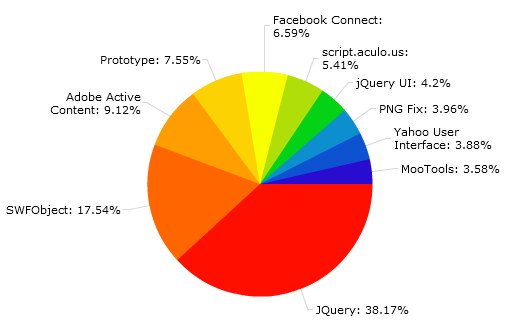 Facebook Connect:
6.59%
script.aculo.us:
5.41%
jQuery UI: 4.2%
PNG Fix: 3.96%
Yahoo User
Interface: 3.88%
MooTools: 3.58%
JQuery: 38.17%
SWFObject: 17.54%
Adobe Active
Content: 9.12%
Prototype: 7.55%